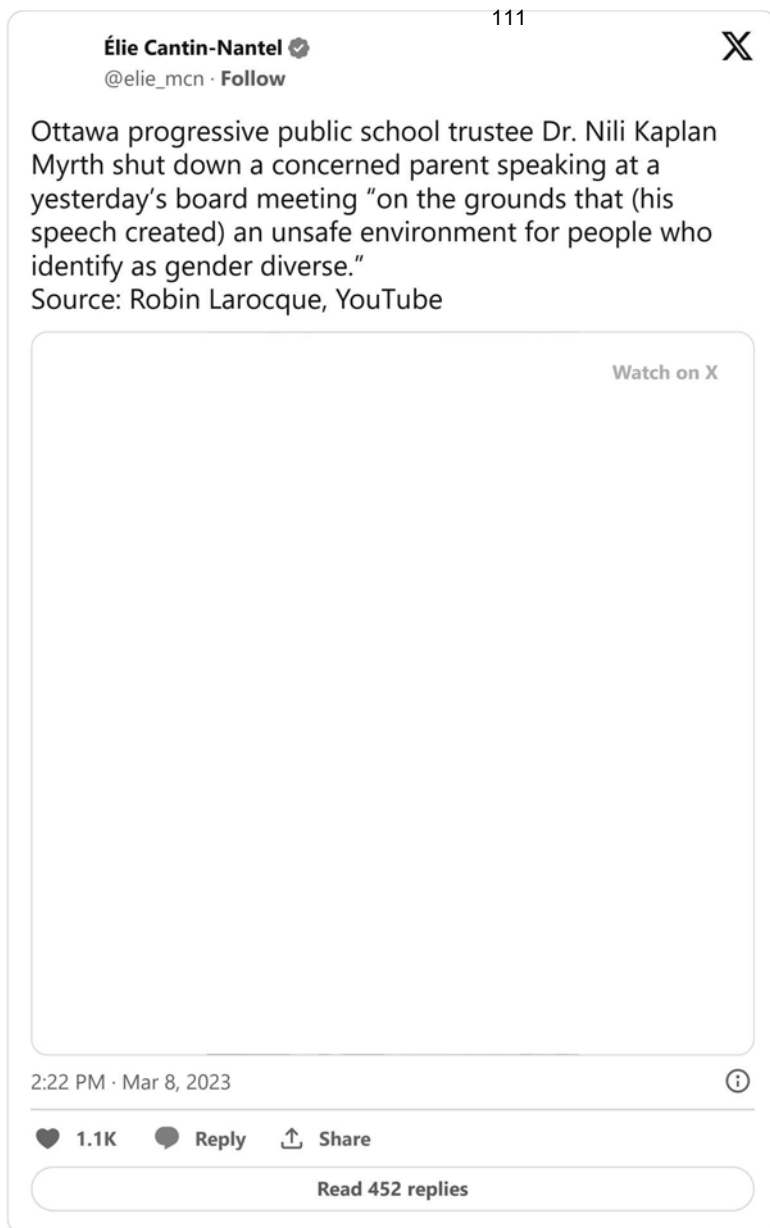 111
Élie Cantin-Nantel
@elie_mcn · Follow
Ottawa progressive public school trustee Dr. Nili Kaplan
Myrth shut down a concerned parent speaking at a
yesterday’s board meeting “on the grounds that (his
speech created) an unsafe environment for people who
identify as gender diverse.”
Source: Robin Larocque, YouTube
Watch on X
2:22 PM · Mar 8, 2023
1.1K Reply Share
Read 452 replies